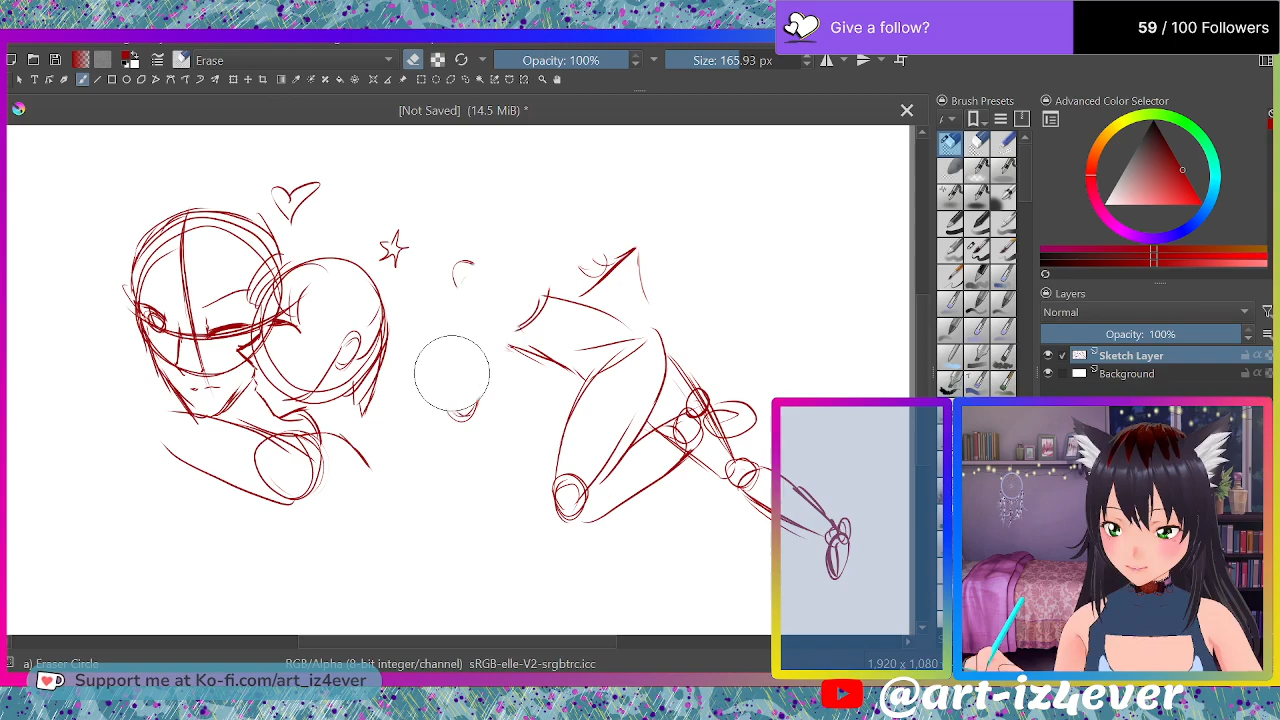 Give a follow?
59 / 100 Followers
Erase
Opacity: 100%
Size: 165.93 px
[Not Saved] (14.5 MiB) *
Brush Presets
Advanced Color Selector
Layers
Normal
Opacity: 100%
Sketch Layer
Background
a) Eraser Circle
RGB/Alpha (8-bit integer/channel) sRGB-elle-V2-srgbtrc.icc
1,920 x 1,080
Support me at Ko-fi.com/art_iz4ever
@art-iz4ever